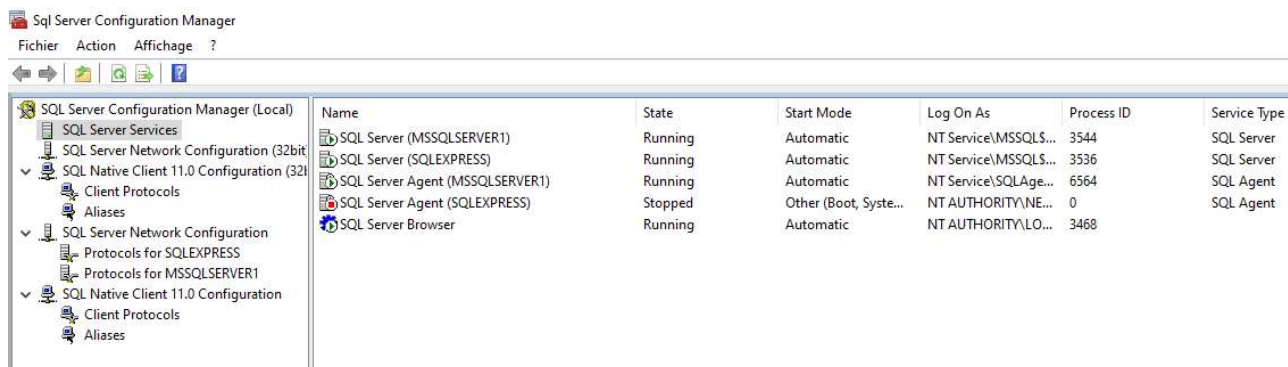 Sql Server Configuration Manager
Fichier Action Affichage ?
SQL Server Configuration Manager (Local)
SQL Server Services
SQL Server Network Configuration (32bit
SQL Native Client 11.0 Configuration (32b
Client Protocols
Aliases
SQL Server Network Configuration
Protocols for SQLEXPRESS
Protocols for MSSQLSERVER1
SQL Native Client 11.0 Configuration
Client Protocols
Aliases
Name State Start Mode Log On As Process ID Service Type
SQL Server (MSSQLSERVER1) Running Automatic NT Service\MSSQL$... 3544 SQL Server
SQL Server (SQLEXPRESS) Running Automatic NT Service\MSSQL$... 3536 SQL Server
SQL Server Agent (MSSQLSERVER1) Running Automatic NT Service\SQLAge... 6564 SQL Agent
SQL Server Agent (SQLEXPRESS) Stopped Other (Boot, Syste... NT AUTHORITY\NE... 0 SQL Agent
SQL Server Browser Running Automatic NT AUTHORITY\LO... 3468